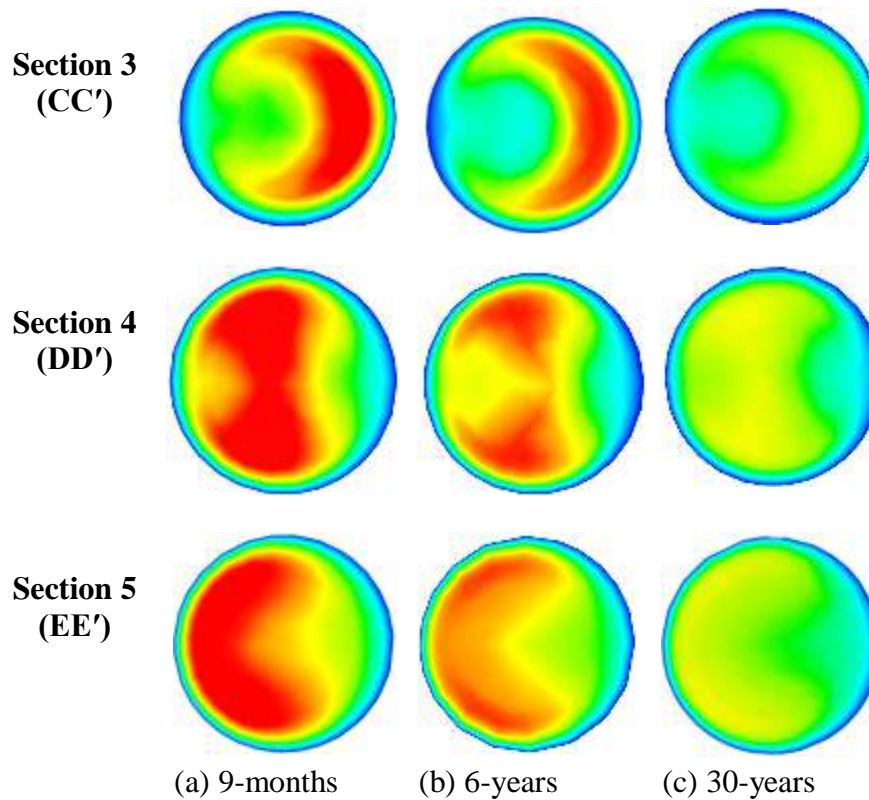 Section 3
(CC′)
Section 4
(DD′)
Section 5
(EE′)
(a) 9-months (b) 6-years (c) 30-years